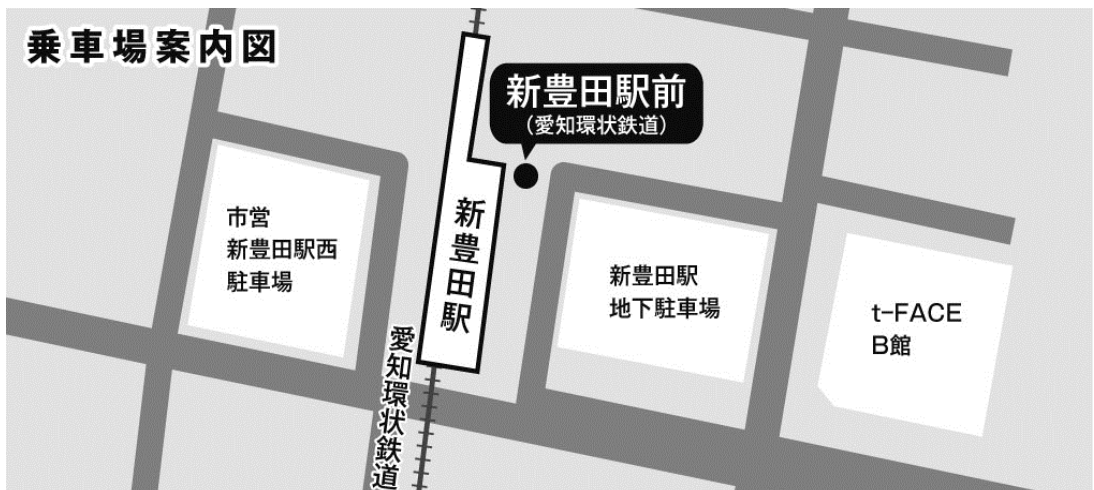 乗車場案内図
新豊田駅前
（愛知環状鉄道）
市営
新豊田駅西
駐車場
新豊田駅
新豊田駅
地下駐車場
t-FACE
B館
愛知環状鉄道